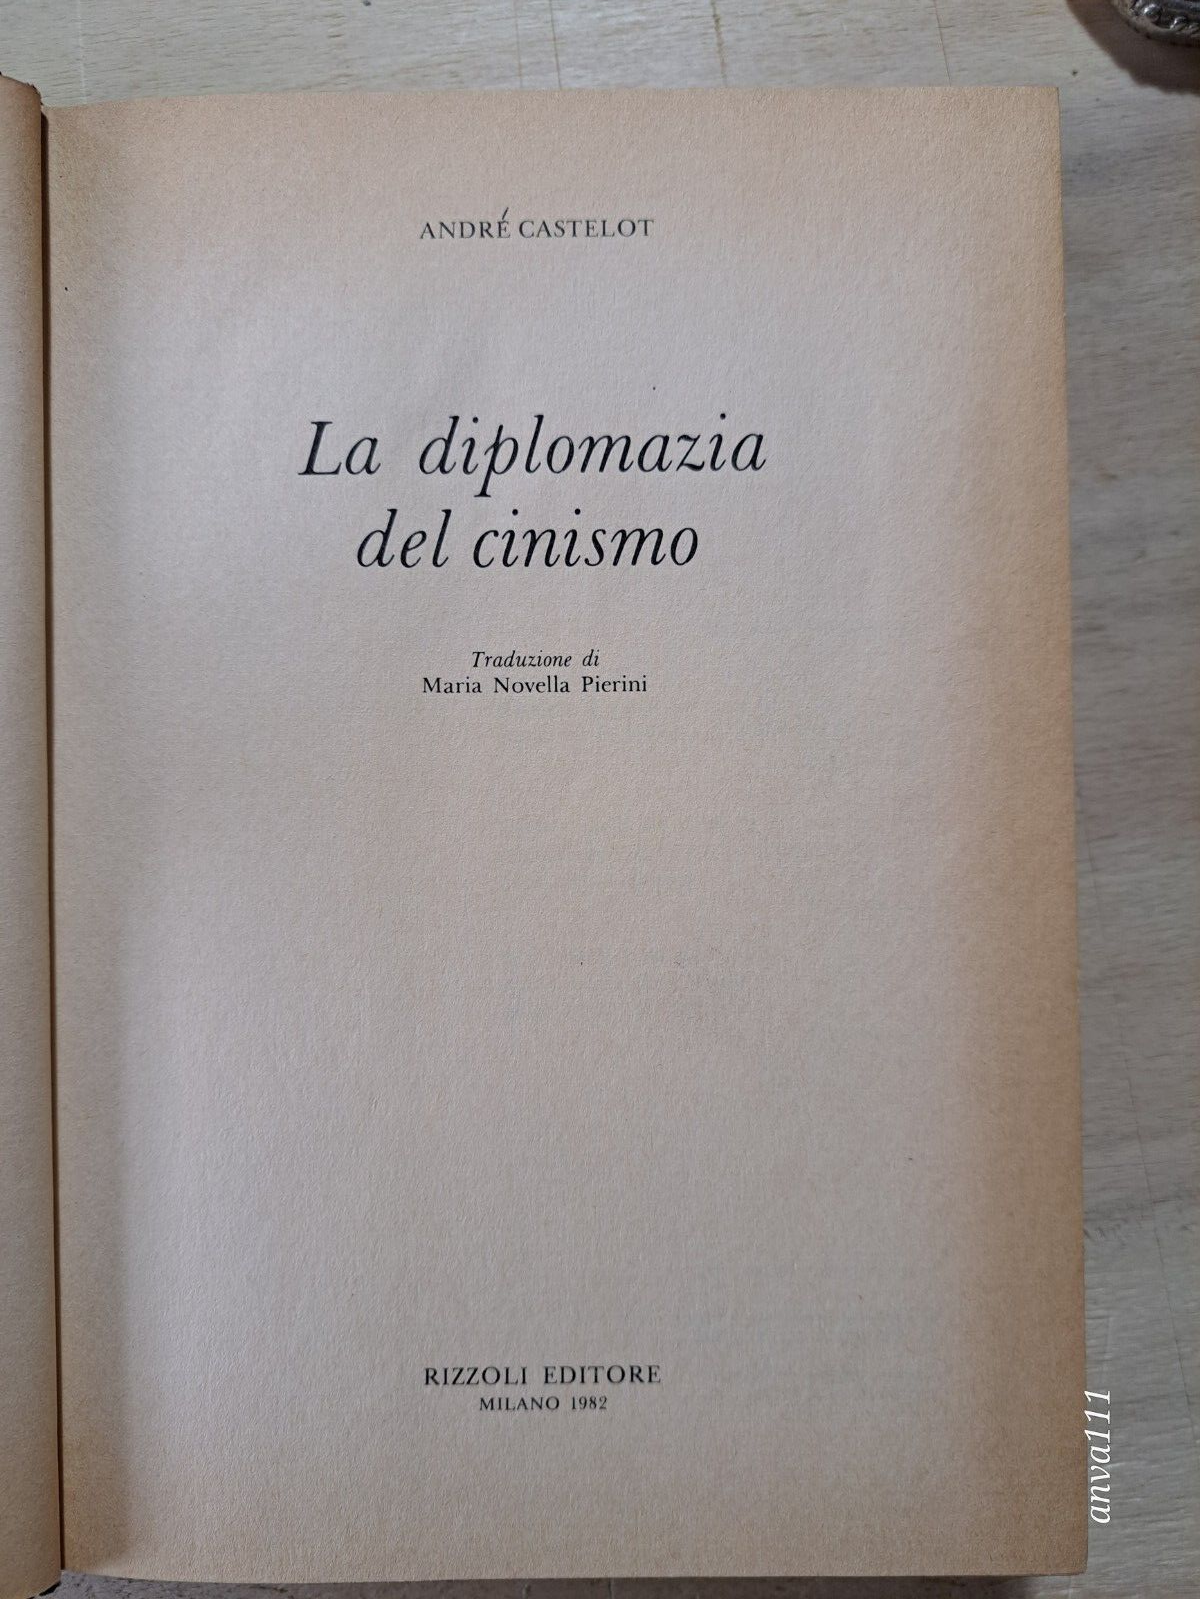 ANDRÉ CASTELOT
La diplomazia
del cinismo
Traduzione di
Maria Novella Pierini
RIZZOLI EDITORE
MILANO 1982
anva111